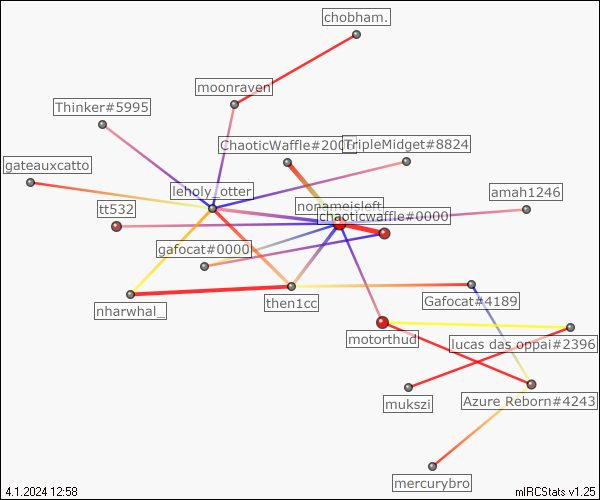 chobham.
moonraven
Thinker#5995
ChaoticWaffle#200
TripleMidget#8824
gateauxcatto
leholy_otter
amah1246
tt532
nonameisleft
chaoticwaffle#0000
gafocat#0000
nharwhal_
then1cc
Gafocat#4189
motorthud
lucas das oppai#2396
mukszi
Azure Reborn#4243
mercurybro
4.1.2024 12:58
mIRCStats v1.25